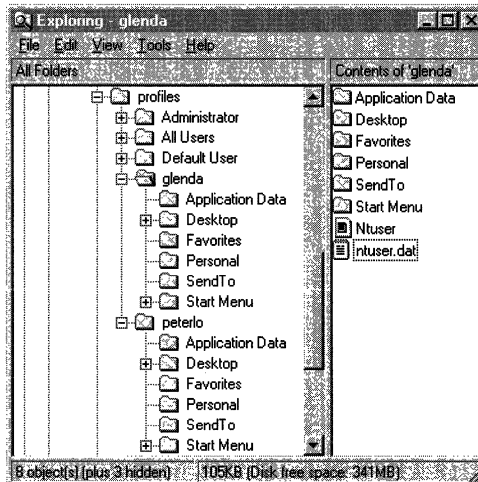 Exploring - glenda
File Edit View Tools Help
All Folders
Contents of 'glenda'
profiles
Administrator
All Users
Default User
glenda
Application Data
Desktop
Favorites
Personal
SendTo
Start Menu
peterlo
Application Data
Desktop
Favorites
Personal
SendTo
Start Menu
Application Data
Desktop
Favorites
Personal
SendTo
Start Menu
Ntuser
ntuser.dat
8 object(s) (plus 3 hidden)
105KB (Disk free space: 341MB)